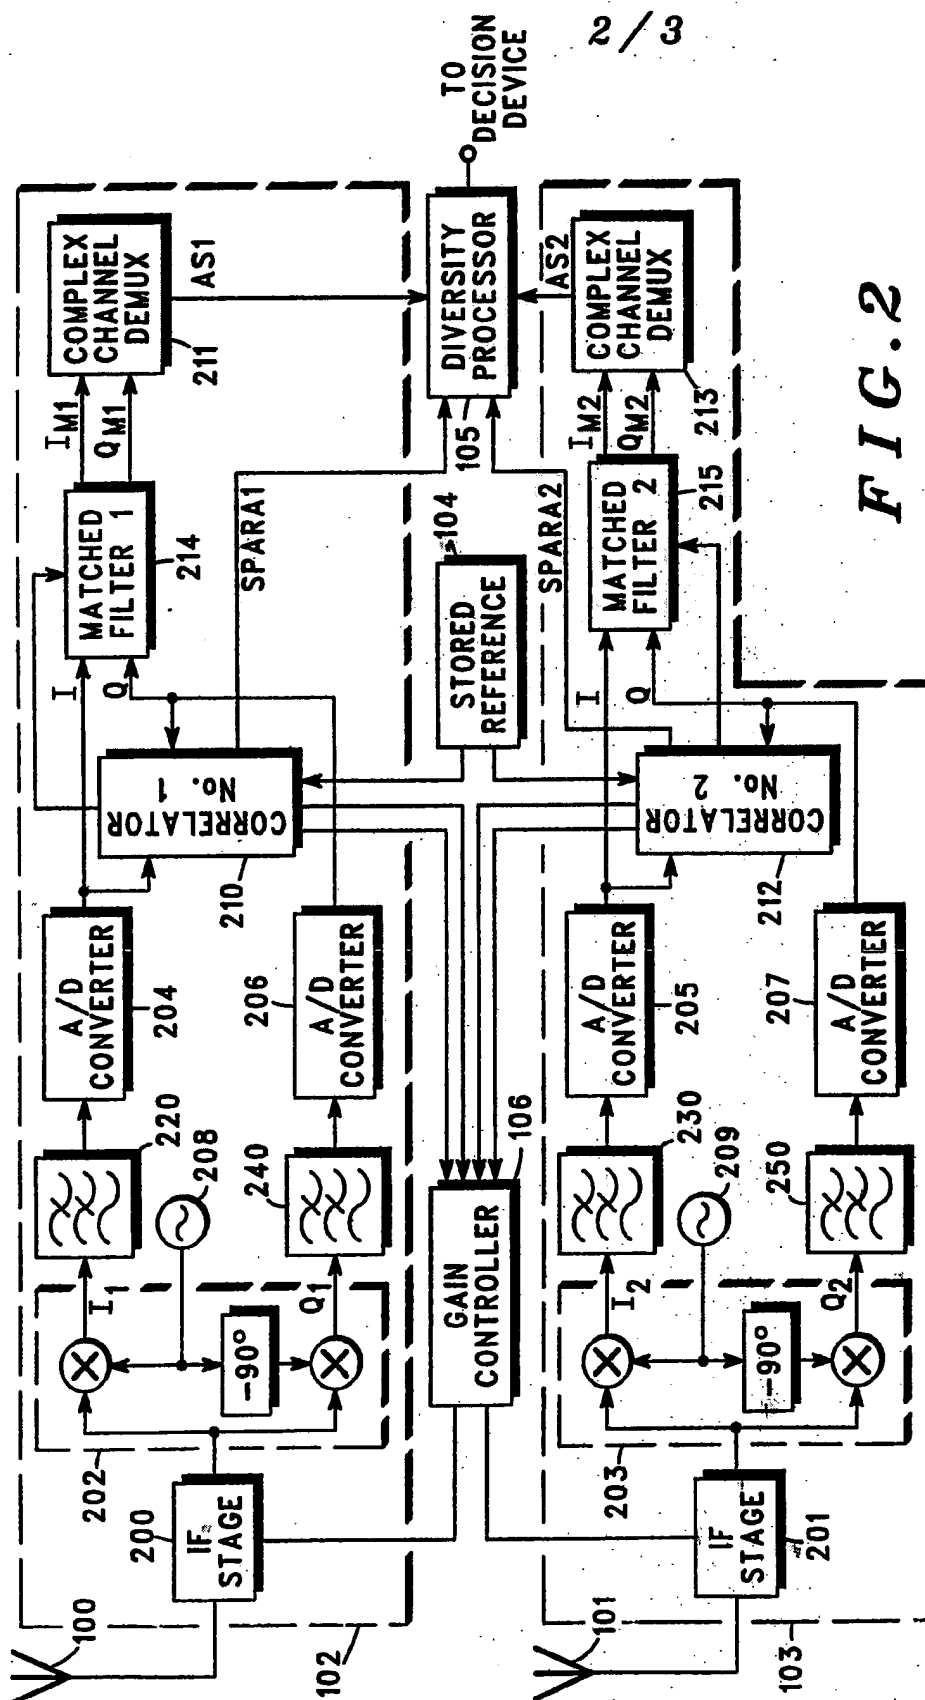 2/3
100
102
200
IF
STAGE
202
-90°
I1
Q1
208
220
240
A/D
CONVERTER
204
206
A/D
CONVERTER
210
CORRELATOR
No. 1
I
Q
MATCHED
FILTER 1
214
SPARA1
IM1
QM1
COMPLEX
CHANNEL
DEMUX
211
AS1
GAIN
CONTROLLER
106
STORED
REFERENCE
104
DIVERSITY
PROCESSOR
105
TO
DECISION
DEVICE
101
103
IF
STAGE
201
203
-90°
I2
Q2
209
230
250
A/D
CONVERTER
205
207
A/D
CONVERTER
212
CORRELATOR
No. 2
I
Q
SPARA2
MATCHED
FILTER 2
215
IM2
QM2
COMPLEX
CHANNEL
DEMUX
213
AS2
FIG.2